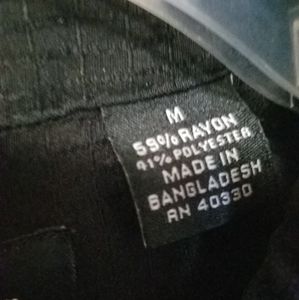 M
59% RAYON
41% POLYESTER
MADE IN
BANGLADESH
RN 40330